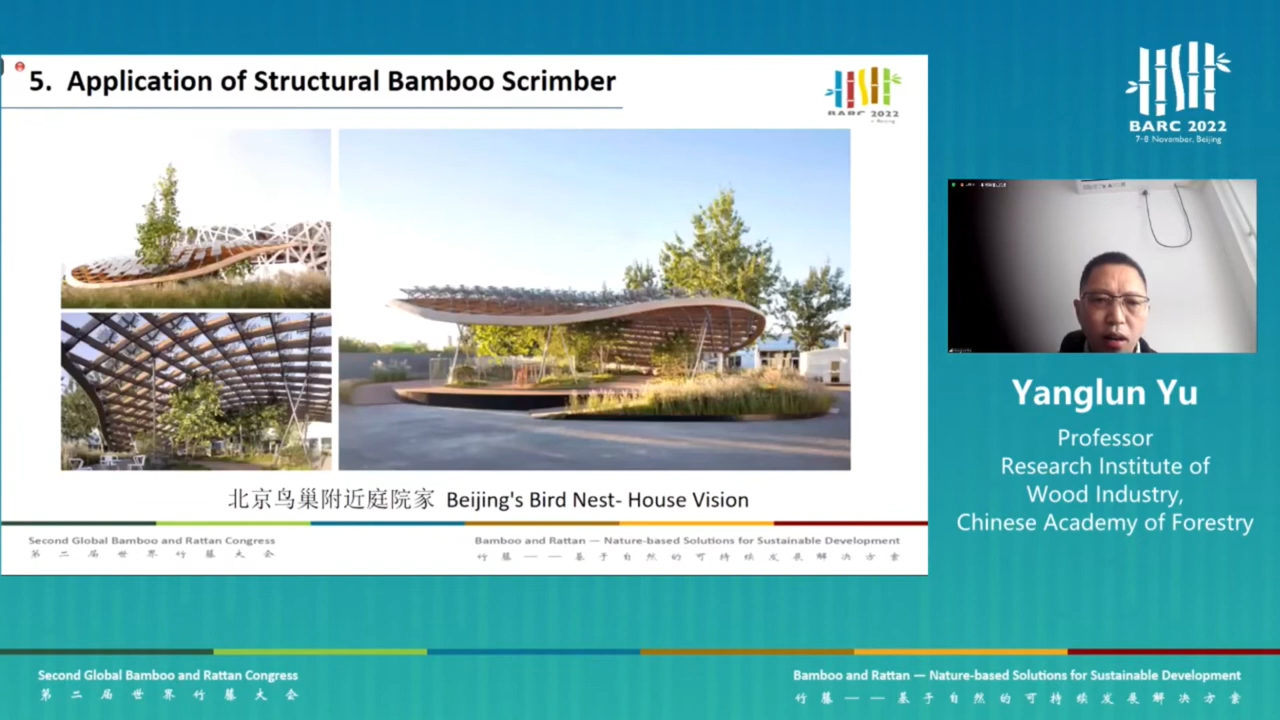 5. Application of Structural Bamboo Scrimber
BARC 2022
Beijing
北京鸟巢附近庭院家 Beijing's Bird Nest- House Vision
Second Global Bamboo and Rattan Congress
第二届世界竹藤大会
Bamboo and Rattan — Nature-based Solutions for Sustainable Development
竹藤——基于自然的可持续发展解决方案
BARC 2022
7-8 November, Beijing
Yanglun Yu
Professor
Research Institute of
Wood Industry,
Chinese Academy of Forestry
Second Global Bamboo and Rattan Congress
第二届世界竹藤大会
Bamboo and Rattan — Nature-based Solutions for Sustainable Development
竹藤——基于自然的可持续发展解决方案